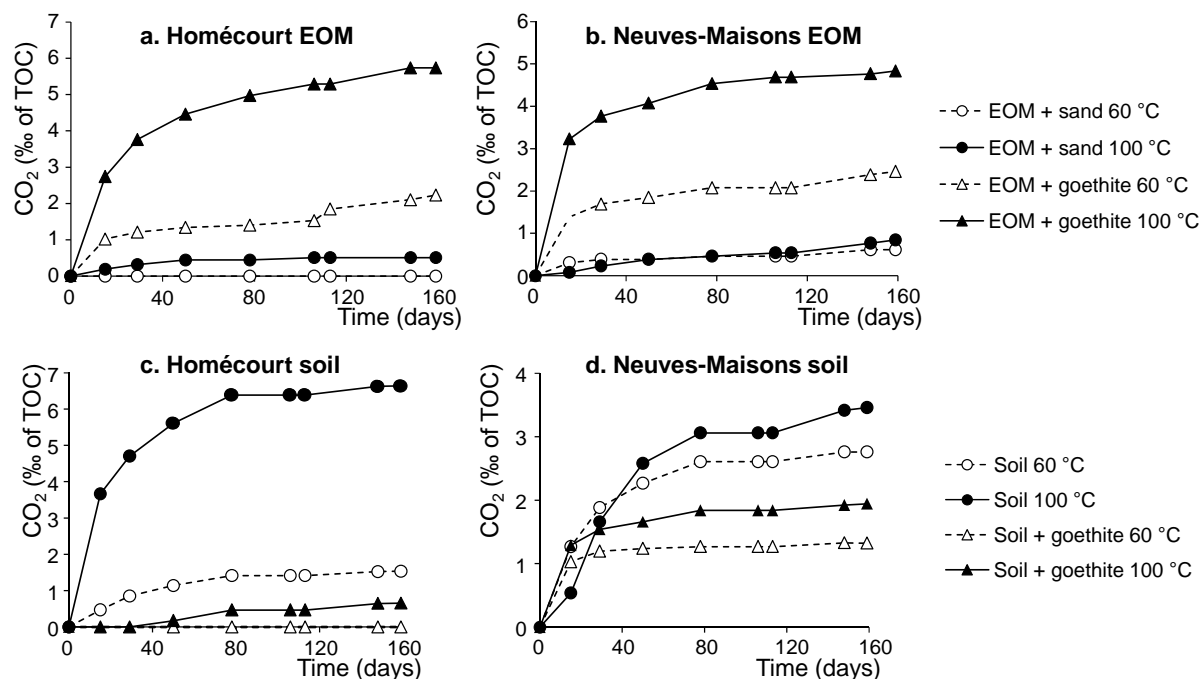 a. Homécourt EOM
CO2 (‰ of TOC)
7
6
5
4
3
2
1
0
0 40 80 120 160
Time (days)
b. Neuves-Maisons EOM
CO2 (‰ of TOC)
6
5
4
3
2
1
0
0 40 80 120 160
Time (days)
EOM + sand 60 °C
EOM + sand 100 °C
EOM + goethite 60 °C
EOM + goethite 100 °C
c. Homécourt soil
CO2 (‰ of TOC)
7
6
5
4
3
2
1
0
0 40 80 120 160
Time (days)
d. Neuves-Maisons soil
CO2 (‰ of TOC)
4
3
2
1
0
0 40 80 120 160
Time (days)
Soil 60 °C
Soil 100 °C
Soil + goethite 60 °C
Soil + goethite 100 °C